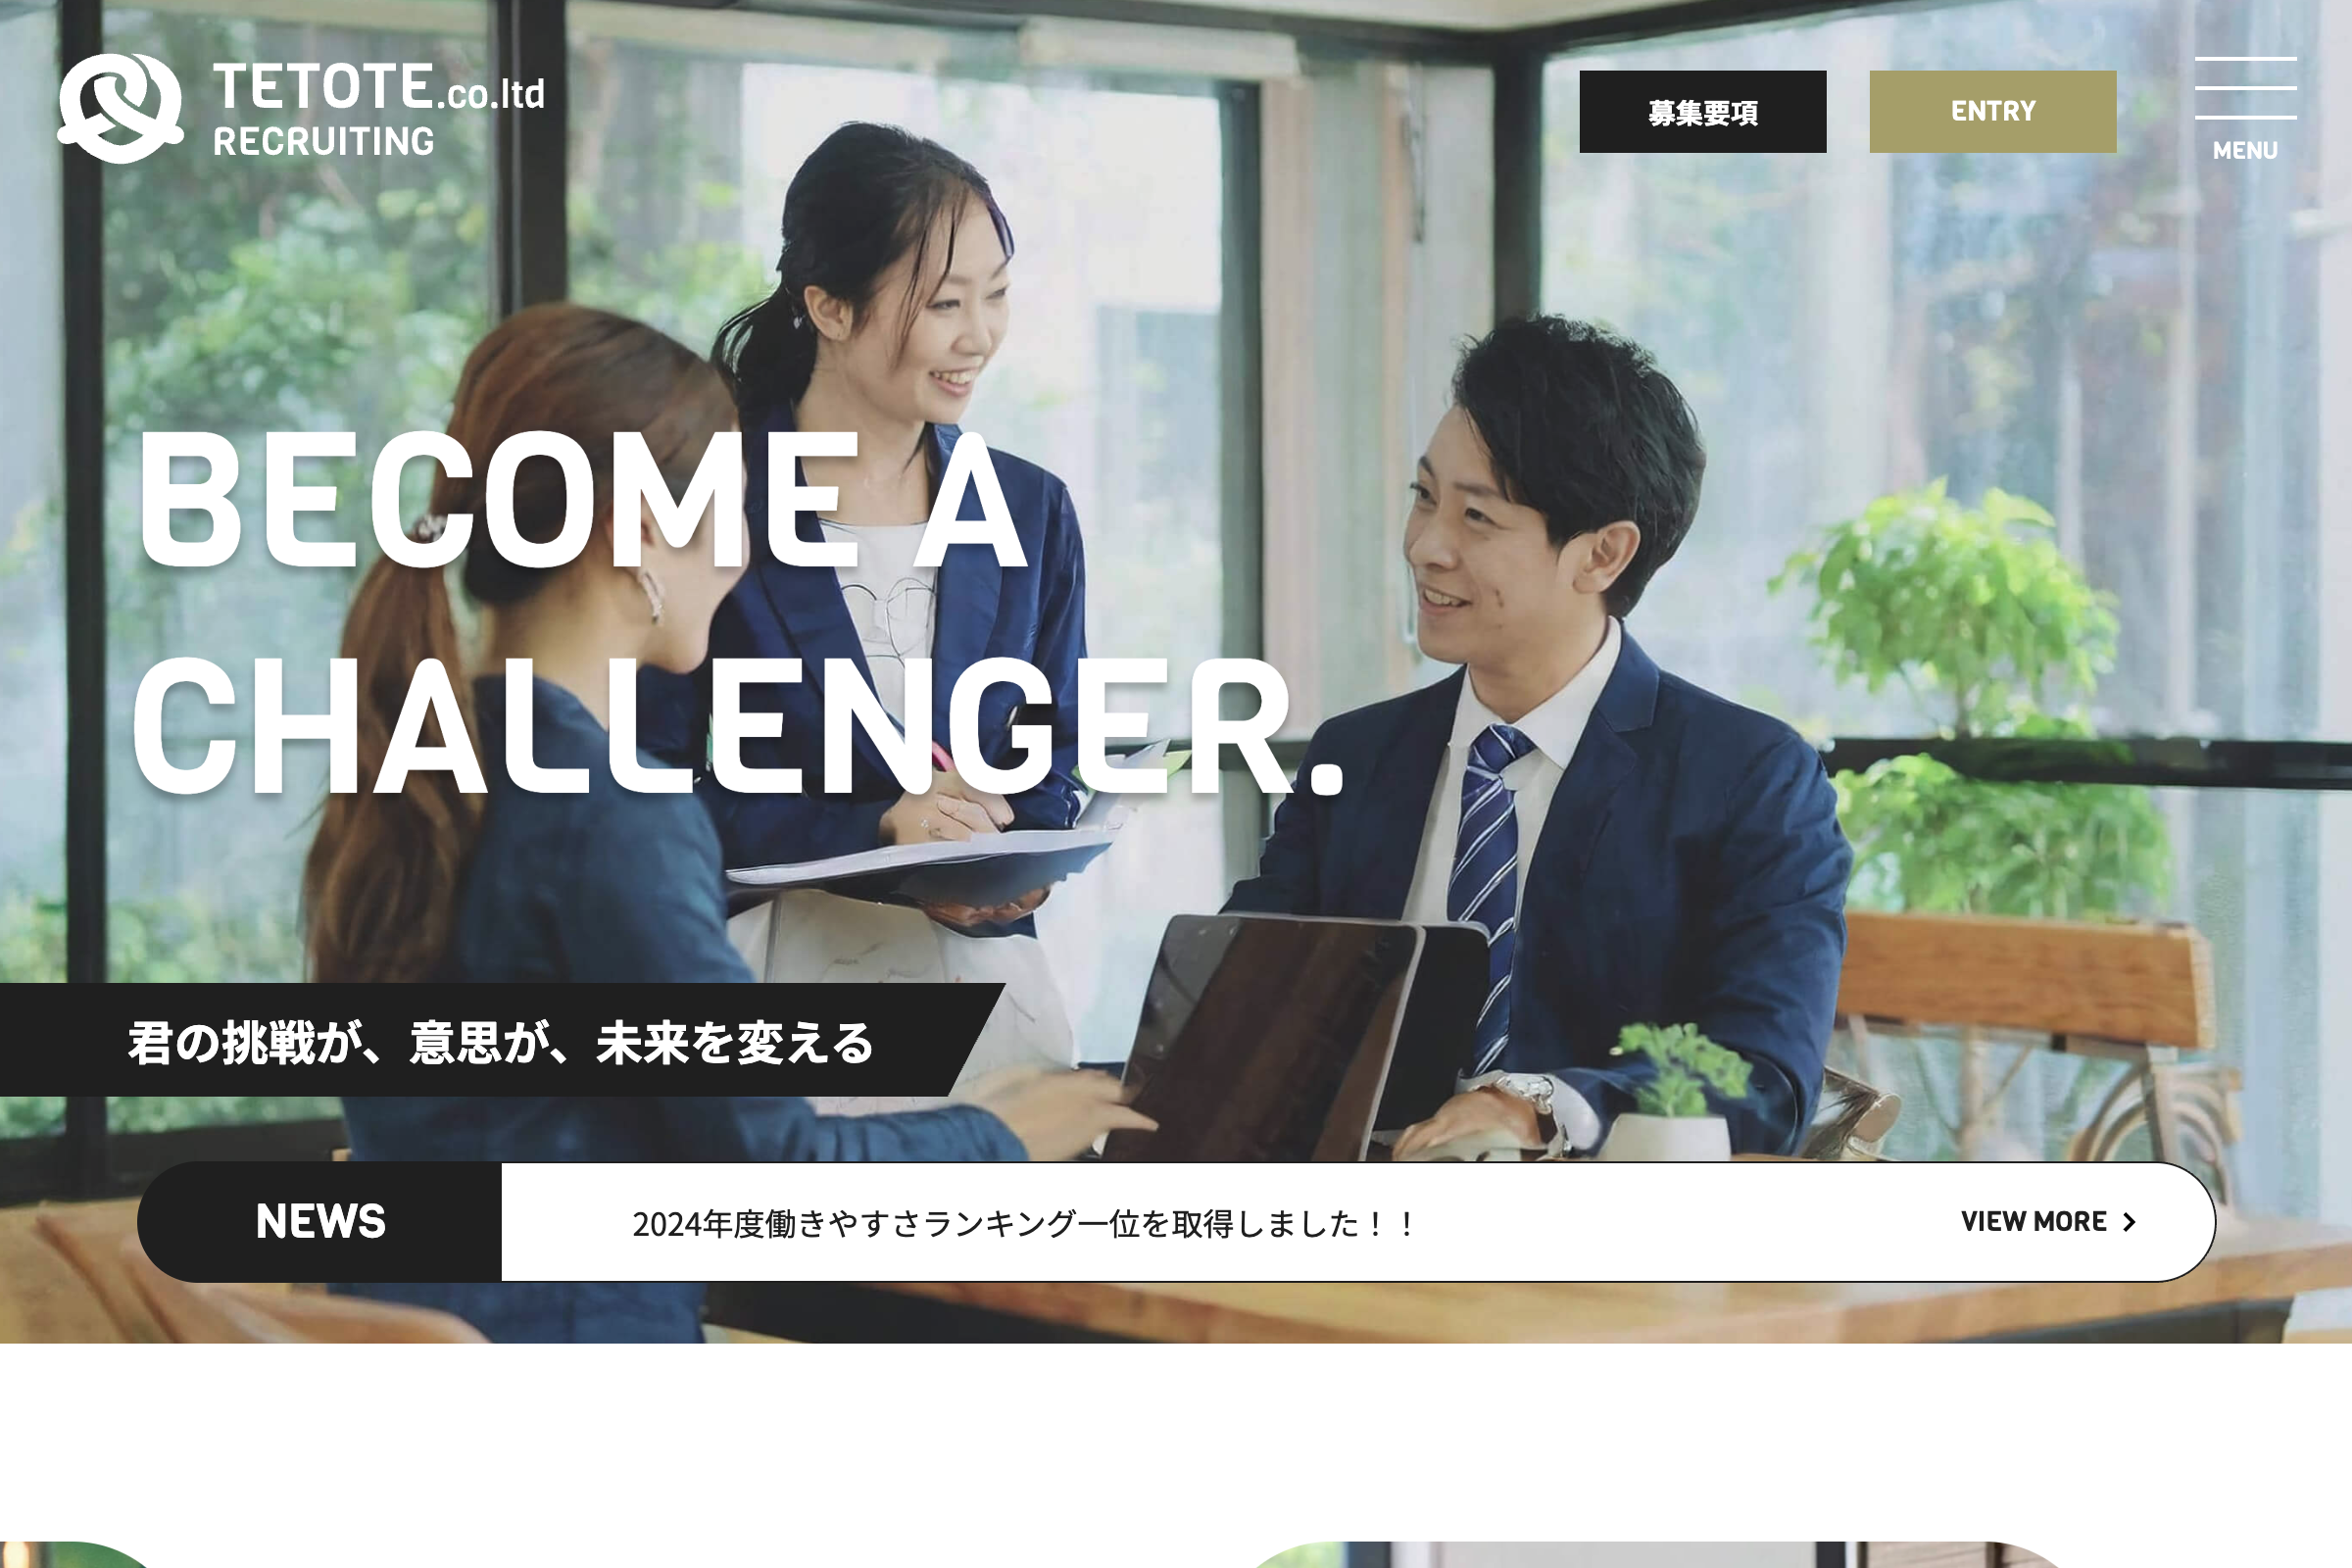 TETOTE.co.ltd
RECRUITING
募集要項
ENTRY
MENU
BECOME A
CHALLENGER.
君の挑戦が、意思が、未来を変える
NEWS
2024年度働きやすさランキング一位を取得しました！！
VIEW MORE